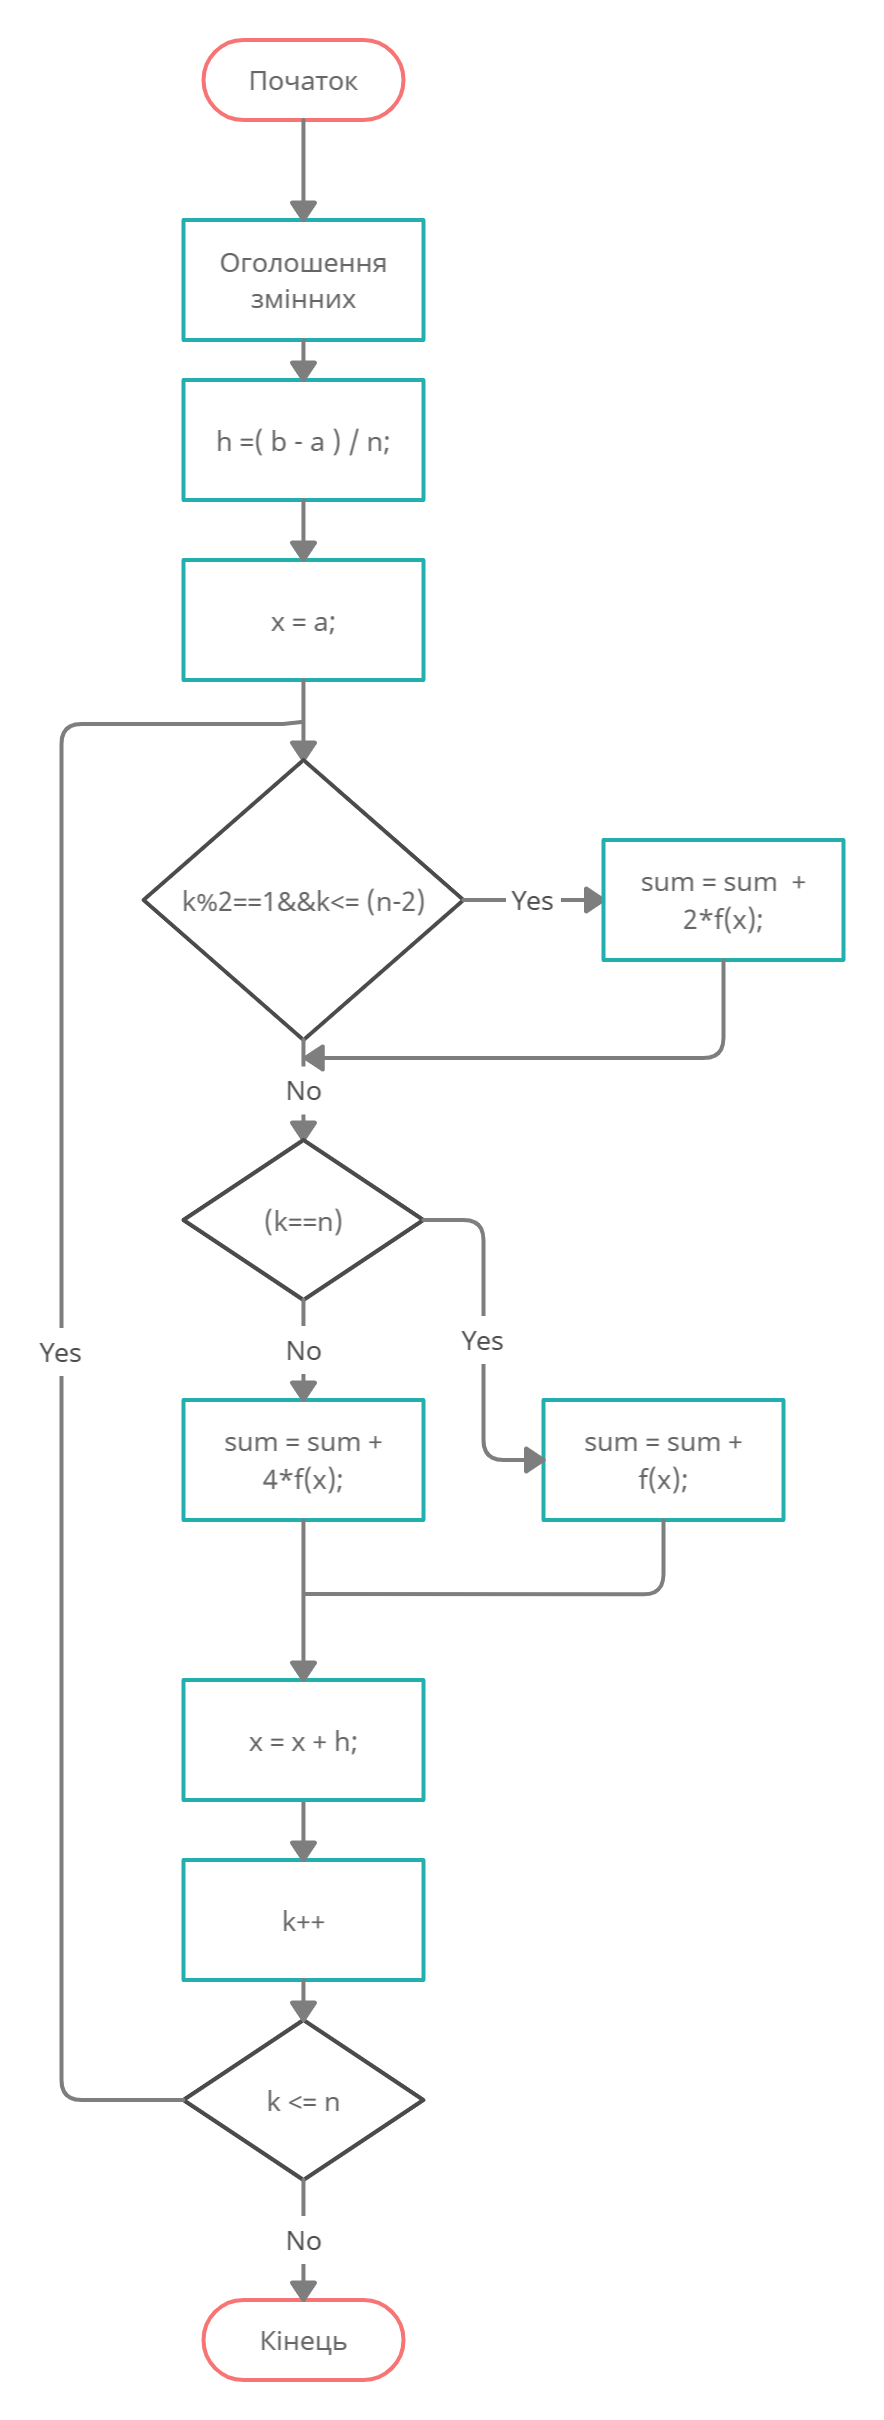 Початок
Оголошення
змінних
h =( b - a ) / n;
x = a;
k%2==1&&k<= (n-2)
Yes
sum = sum  +
2*f(x);
No
(k==n)
Yes
No
Yes
sum = sum +
4*f(x);
sum = sum +
f(x);
x = x + h;
k++
k <= n
No
Кінець